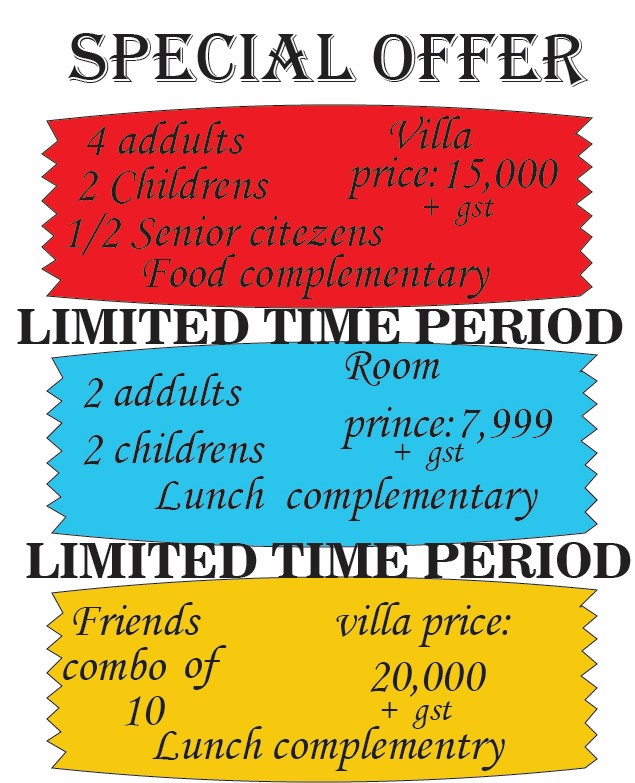 SPECIAL OFFER
4 addults
2 Childrens
1/2 Senior citezens
Villa
price: 15,000
+ gst
Food complementary
LIMITED TIME PERIOD
2 addults
2 childrens
Room
prince: 7,999
+ gst
Lunch complementary
LIMITED TIME PERIOD
Friends
combo of
10
villa price:
20,000
+ gst
Lunch complementry